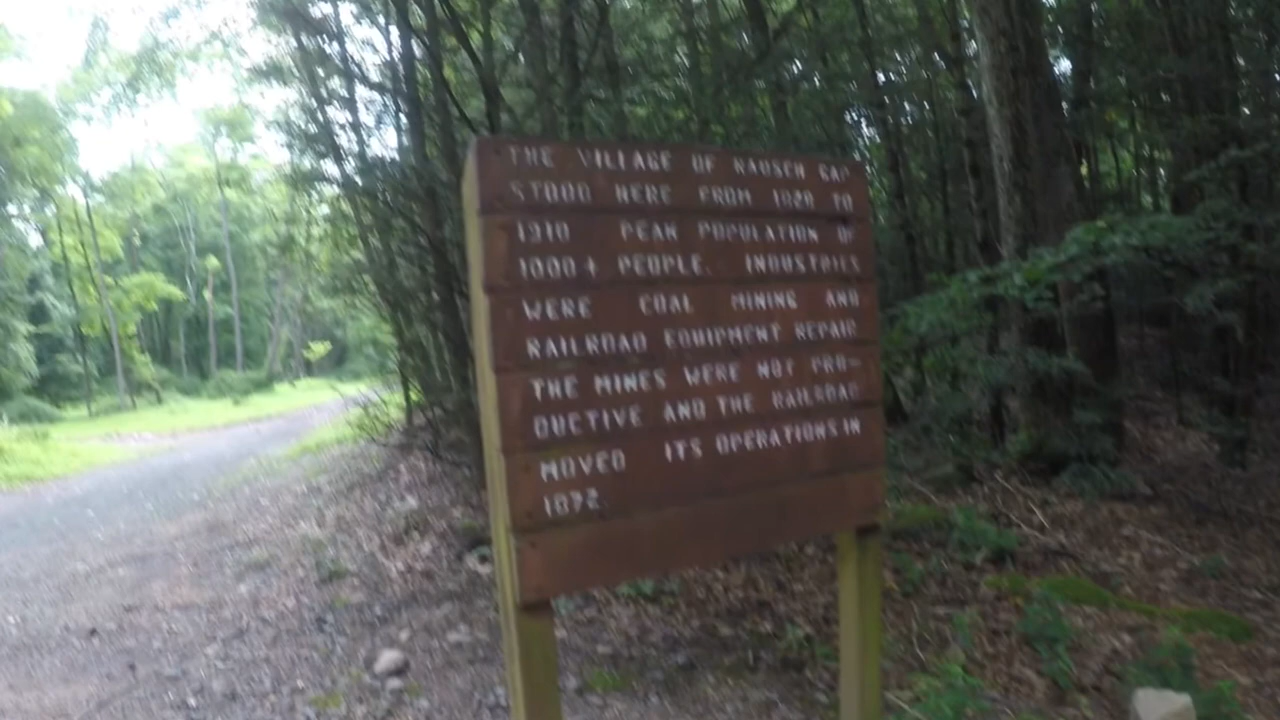 THE VILLAGE OF RAUSCH GAP
STOOD HERE FROM 1828 TO
1910 PEAK POPULATION OF
1000+ PEOPLE. INDUSTRIES
WERE COAL MINING AND
RAILROAD EQUIPMENT REPAIR
THE MINES WERE NOT PRO-
DUCTIVE AND THE RAILROAD
MOVED ITS OPERATIONS IN
1872.